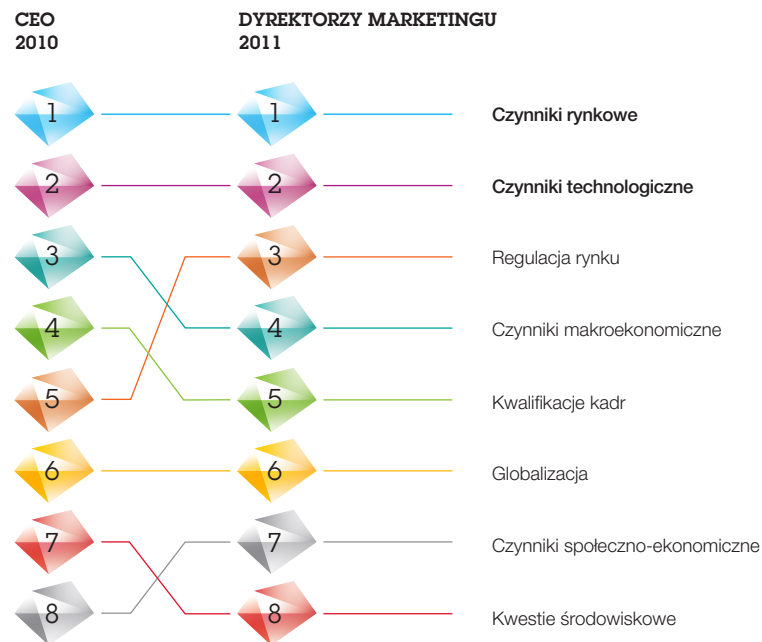 CEO
2010
DYREKTORZY MARKETINGU
2011
1 1 Czynniki rynkowe
2 2 Czynniki technologiczne
3 3 Regulacja rynku
4 4 Czynniki makroekonomiczne
5 5 Kwalifikacje kadr
6 6 Globalizacja
7 7 Czynniki społeczno-ekonomiczne
8 8 Kwestie środowiskowe